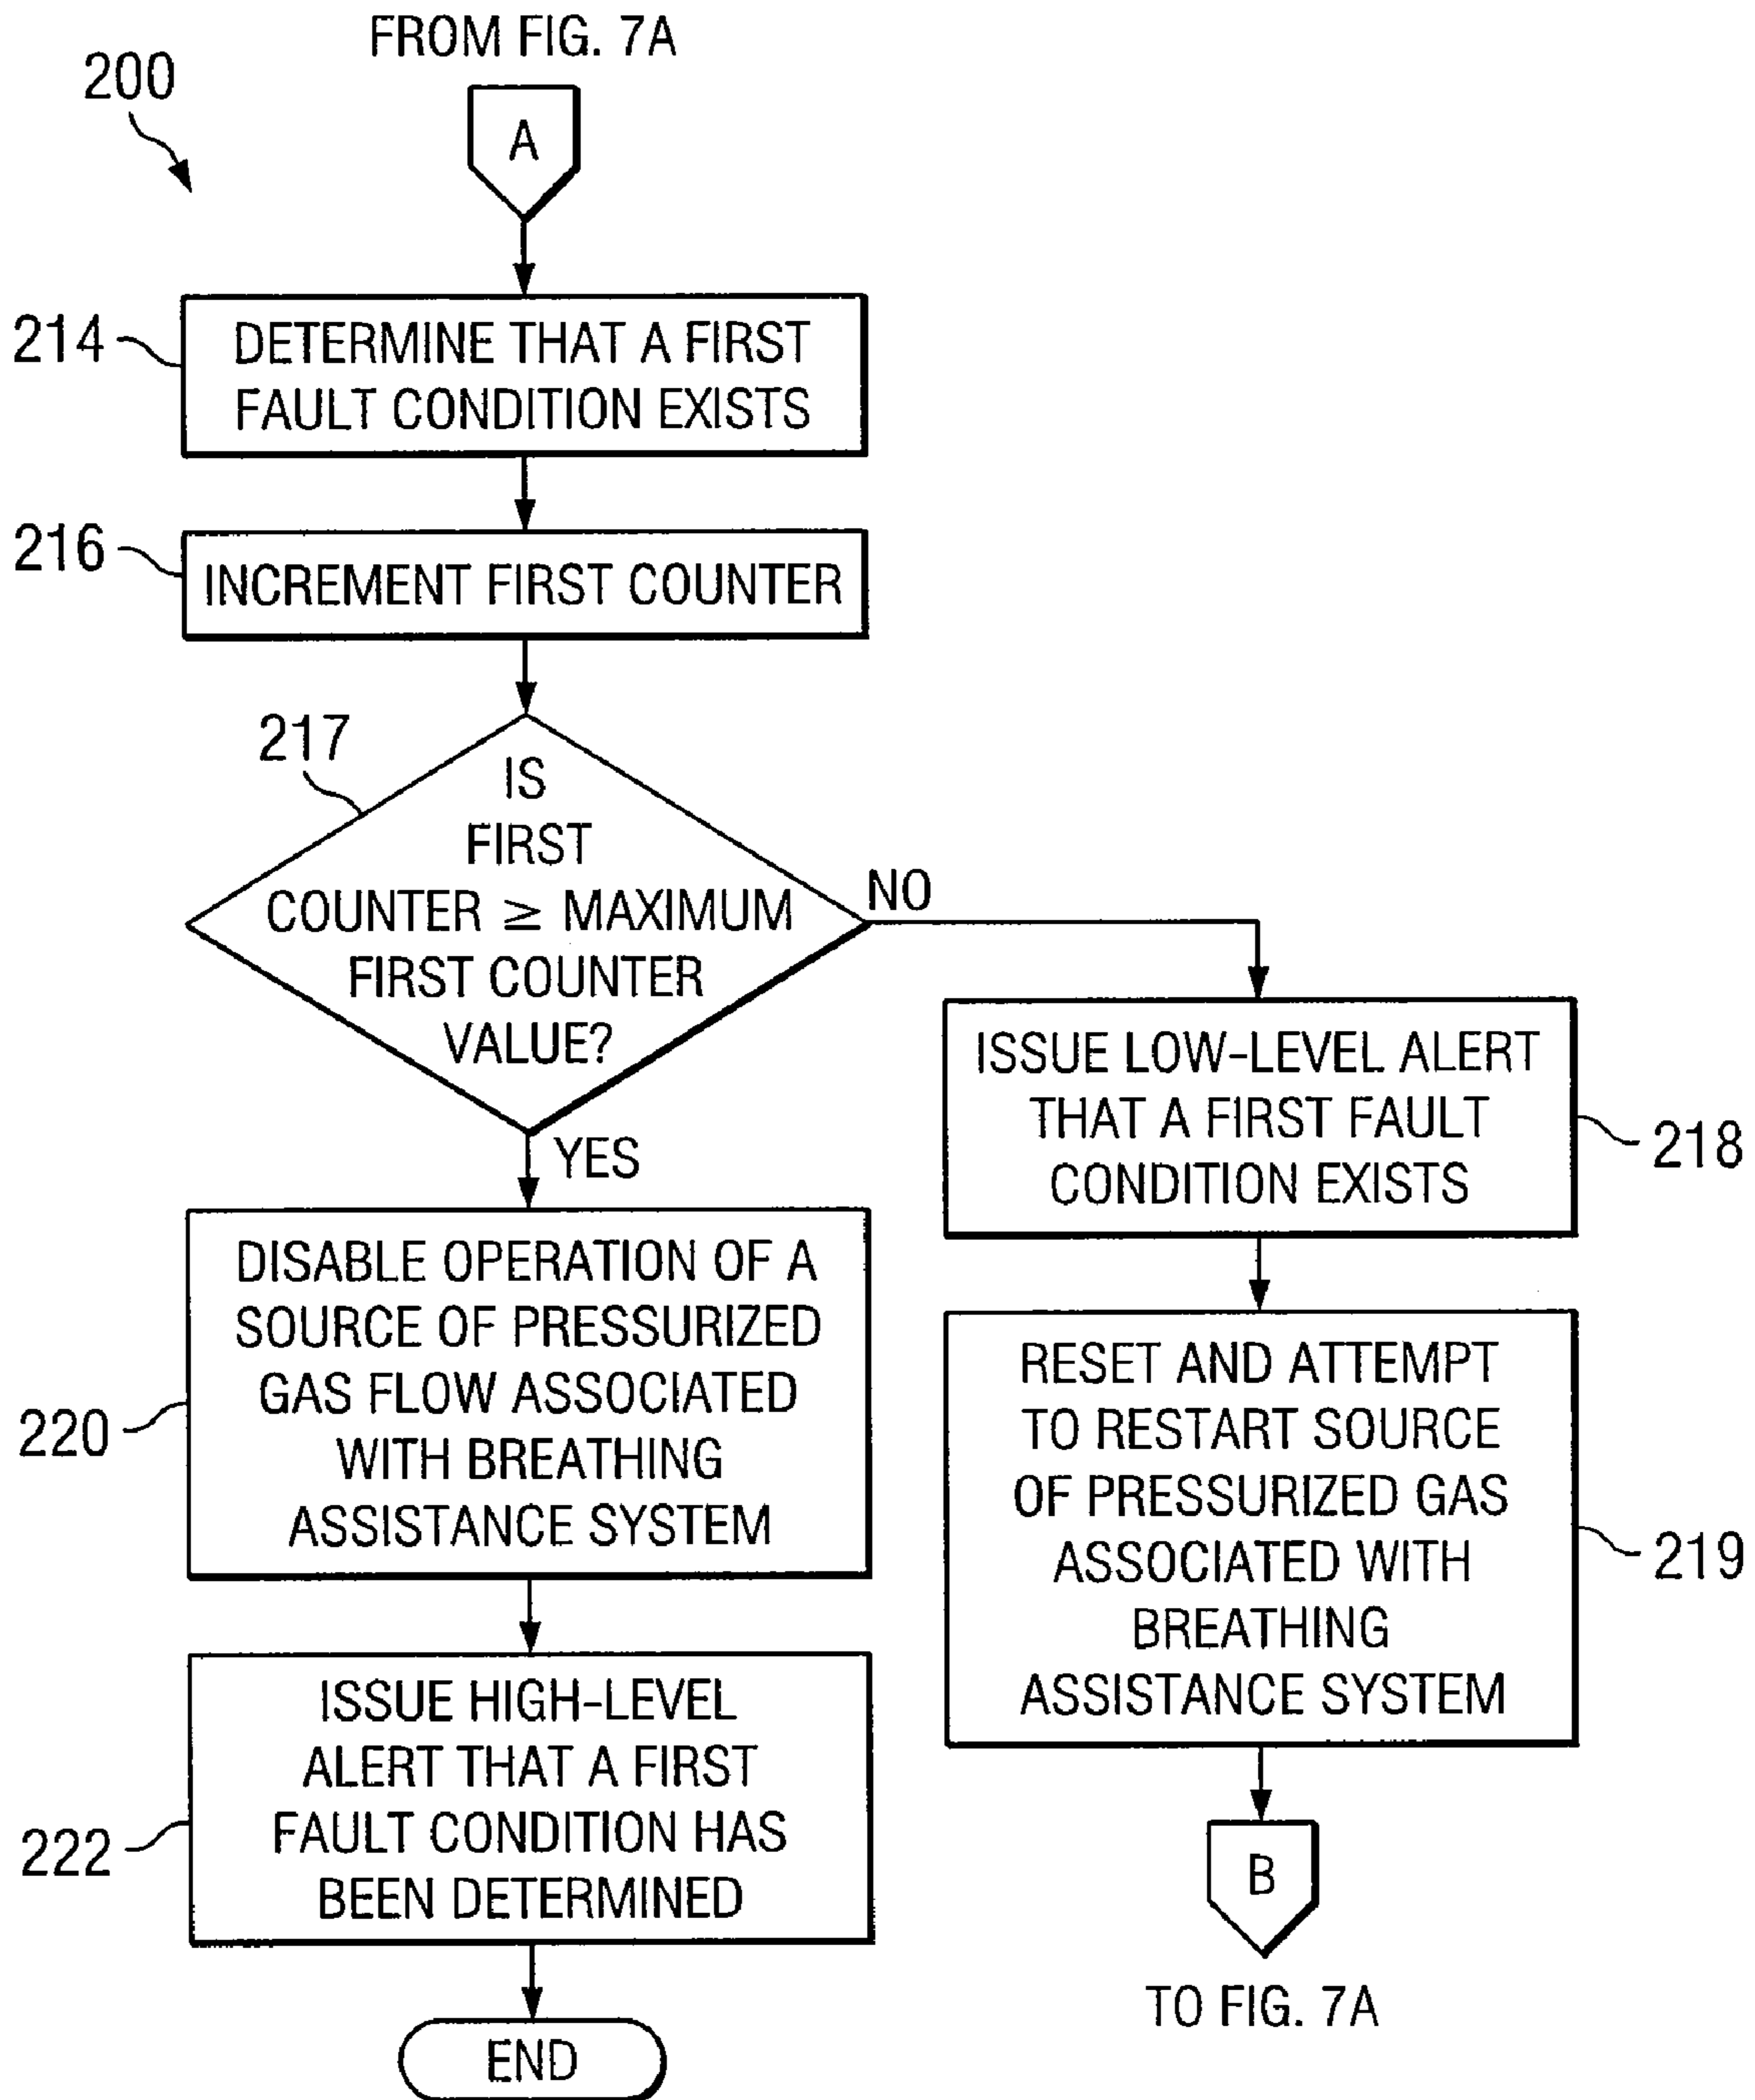 FROM FIG. 7A
200
A
214
DETERMINE THAT A FIRST
FAULT CONDITION EXISTS
216
INCREMENT FIRST COUNTER
217
IS
FIRST
COUNTER ≥ MAXIMUM
FIRST COUNTER
VALUE?
NO
YES
ISSUE LOW-LEVEL ALERT
THAT A FIRST FAULT
CONDITION EXISTS
218
220
DISABLE OPERATION OF A
SOURCE OF PRESSURIZED
GAS FLOW ASSOCIATED
WITH BREATHING
ASSISTANCE SYSTEM
RESET AND ATTEMPT
TO RESTART SOURCE
OF PRESSURIZED GAS
ASSOCIATED WITH
BREATHING
ASSISTANCE SYSTEM
219
222
ISSUE HIGH-LEVEL
ALERT THAT A FIRST
FAULT CONDITION HAS
BEEN DETERMINED
B
TO FIG. 7A
END